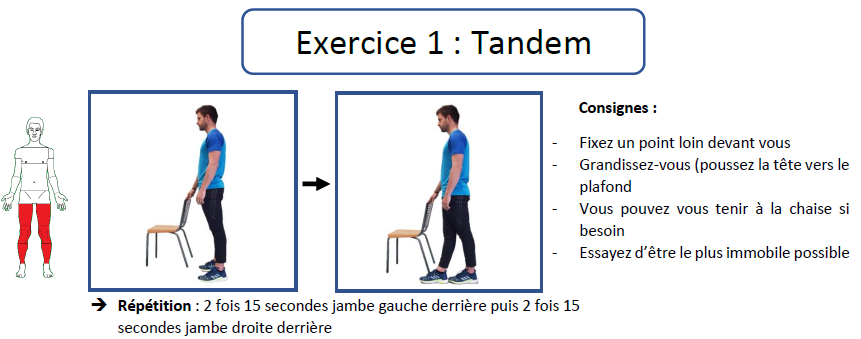 Exercice 1 : Tandem
Consignes :
- Fixez un point loin devant vous
- Grandissez-vous (poussez la tête vers le
plafond
- Vous pouvez vous tenir à la chaise si
besoin
- Essayez d’être le plus immobile possible
➔ Répétition : 2 fois 15 secondes jambe gauche derrière puis 2 fois 15
secondes jambe droite derrière